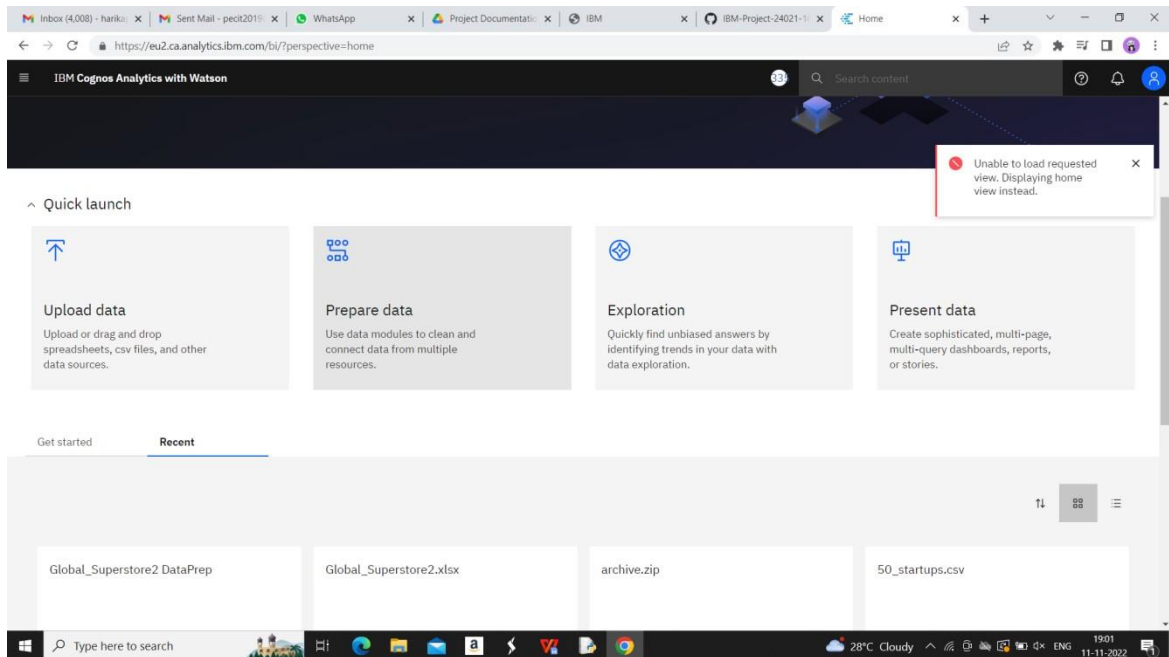 Inbox (4,008) - harika
Sent Mail - pecit2019
WhatsApp
Project Documentatio
IBM
IBM-Project-24021-1
Home
https://eu2.ca.analytics.ibm.com/bi/?perspective=home
IBM Cognos Analytics with Watson
Search content
Unable to load requested
view. Displaying home
view instead.
Quick launch
Upload data
Upload or drag and drop
spreadsheets, csv files, and other
data sources.
Prepare data
Use data modules to clean and
connect data from multiple
resources.
Exploration
Quickly find unbiased answers by
identifying trends in your data with
data exploration.
Present data
Create sophisticated, multi-page,
multi-query dashboards, reports,
or stories.
Get started
Recent
Global_Superstore2 DataPrep
Global_Superstore2.xlsx
archive.zip
50_startups.csv
Type here to search
28°C Cloudy
ENG
19:01
11-11-2022